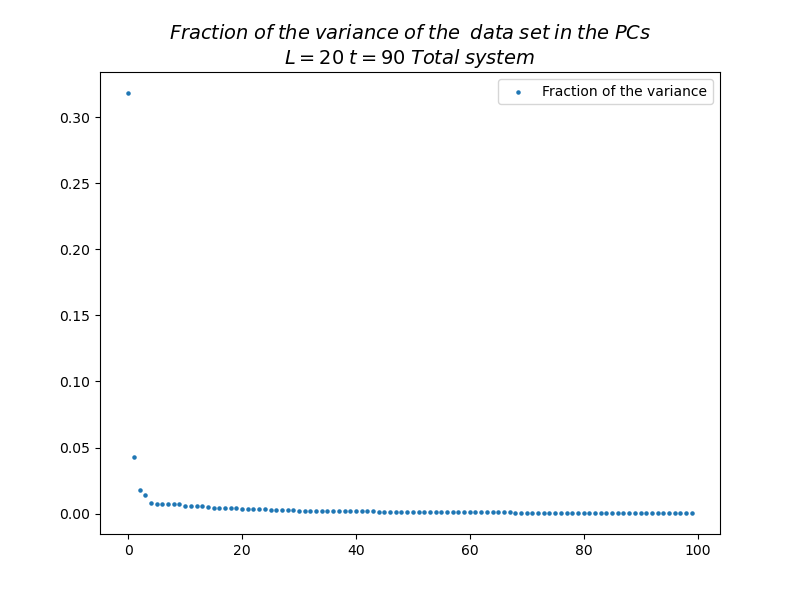 Fraction of the variance of the data set in the PCs
L = 20 t = 90 Total system
Fraction of the variance
0.30
0.25
0.20
0.15
0.10
0.05
0.00
0 20 40 60 80 100